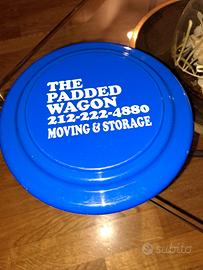 THE
PADDED
WAGON
212-222-4880
MOVING & STORAGE
subito